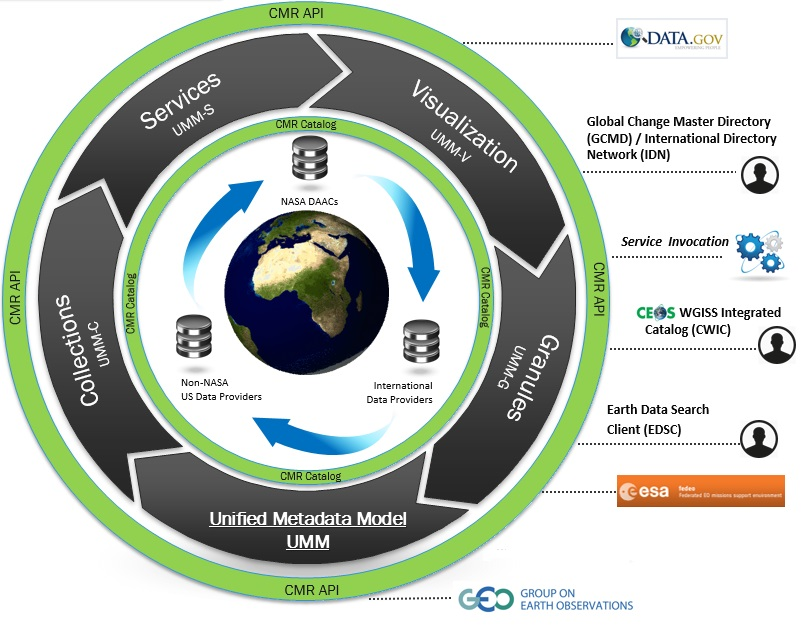 CMR API
DATA.GOV
EMPOWERING PEOPLE
Services
UMM-S
Visualization
UMM-V
CMR Catalog
NASA DAACs
Global Change Master Directory
(GCMD) / International Directory
Network (IDN)
Service Invocation
CMR API
CMR API
CMR Catalog
CMR Catalog
Collections
UMM-C
Granules
UMM-G
CEOS WGISS Integrated
Catalog (CWIC)
Non-NASA
US Data Providers
International
Data Providers
Earth Data Search
Client (EDSC)
CMR Catalog
esa
fedeo
Federated EO missions support environment
Unified Metadata Model
UMM
CMR API
GEO
GROUP ON
EARTH OBSERVATIONS